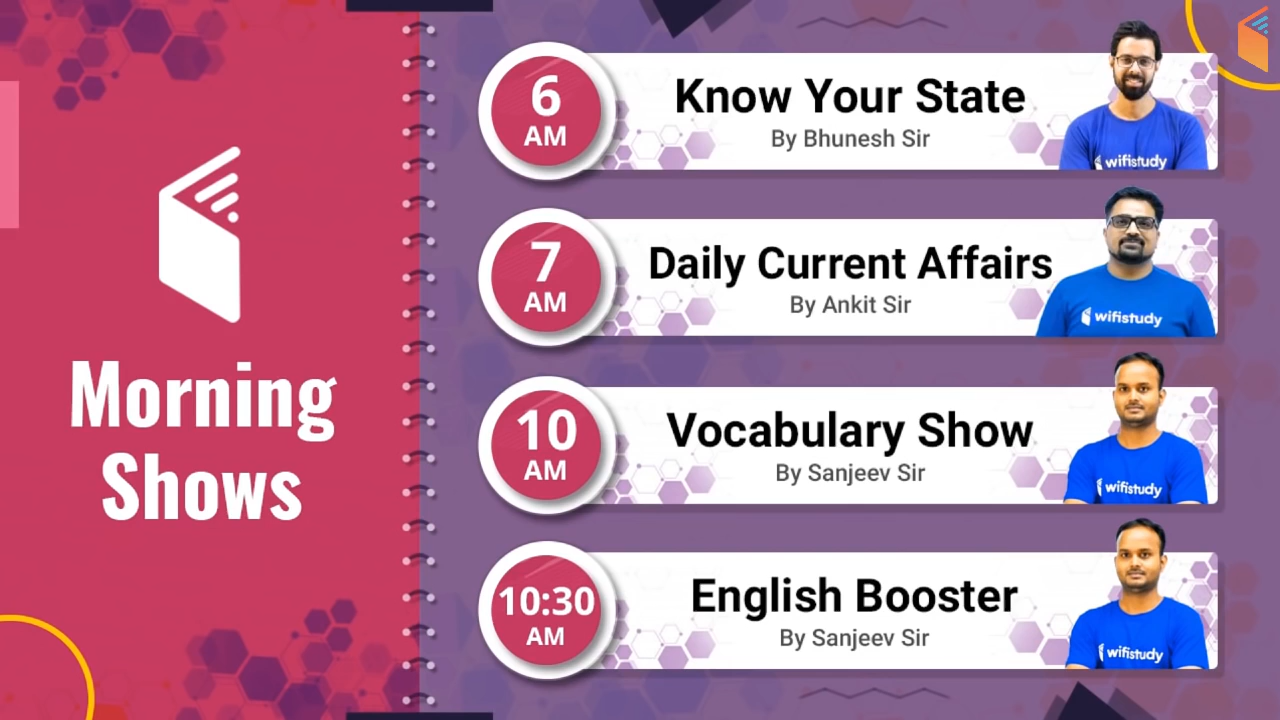 Morning
Shows
6
AM
Know Your State
By Bhunesh Sir
wifistudy
7
AM
Daily Current Affairs
By Ankit Sir
wifistudy
10
AM
Vocabulary Show
By Sanjeev Sir
wifistudy
10:30
AM
English Booster
By Sanjeev Sir
wifistudy